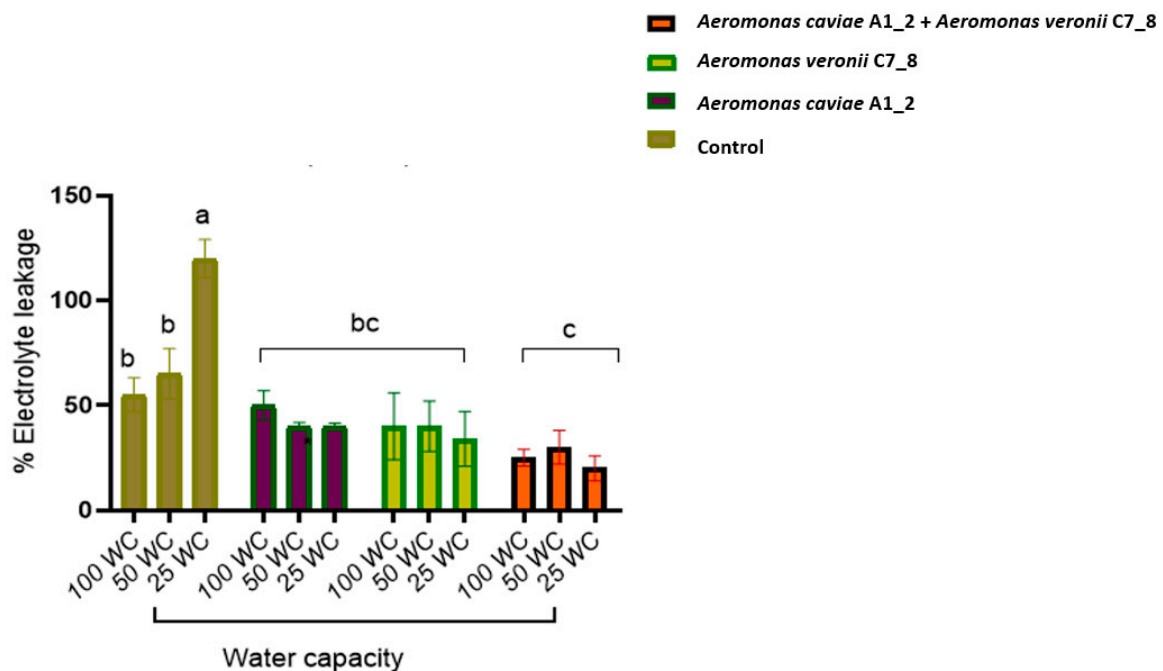 Aeromonas caviae A1_2 + Aeromonas veronii C7_8
Aeromonas veronii C7_8
Aeromonas caviae A1_2
Control
% Electrolyte leakage
150
100
50
0
b
b
a
bc
c
100 WC
50 WC
25 WC
100 WC
50 WC
25 WC
100 WC
50 WC
25 WC
100 WC
50 WC
25 WC
Water capacity